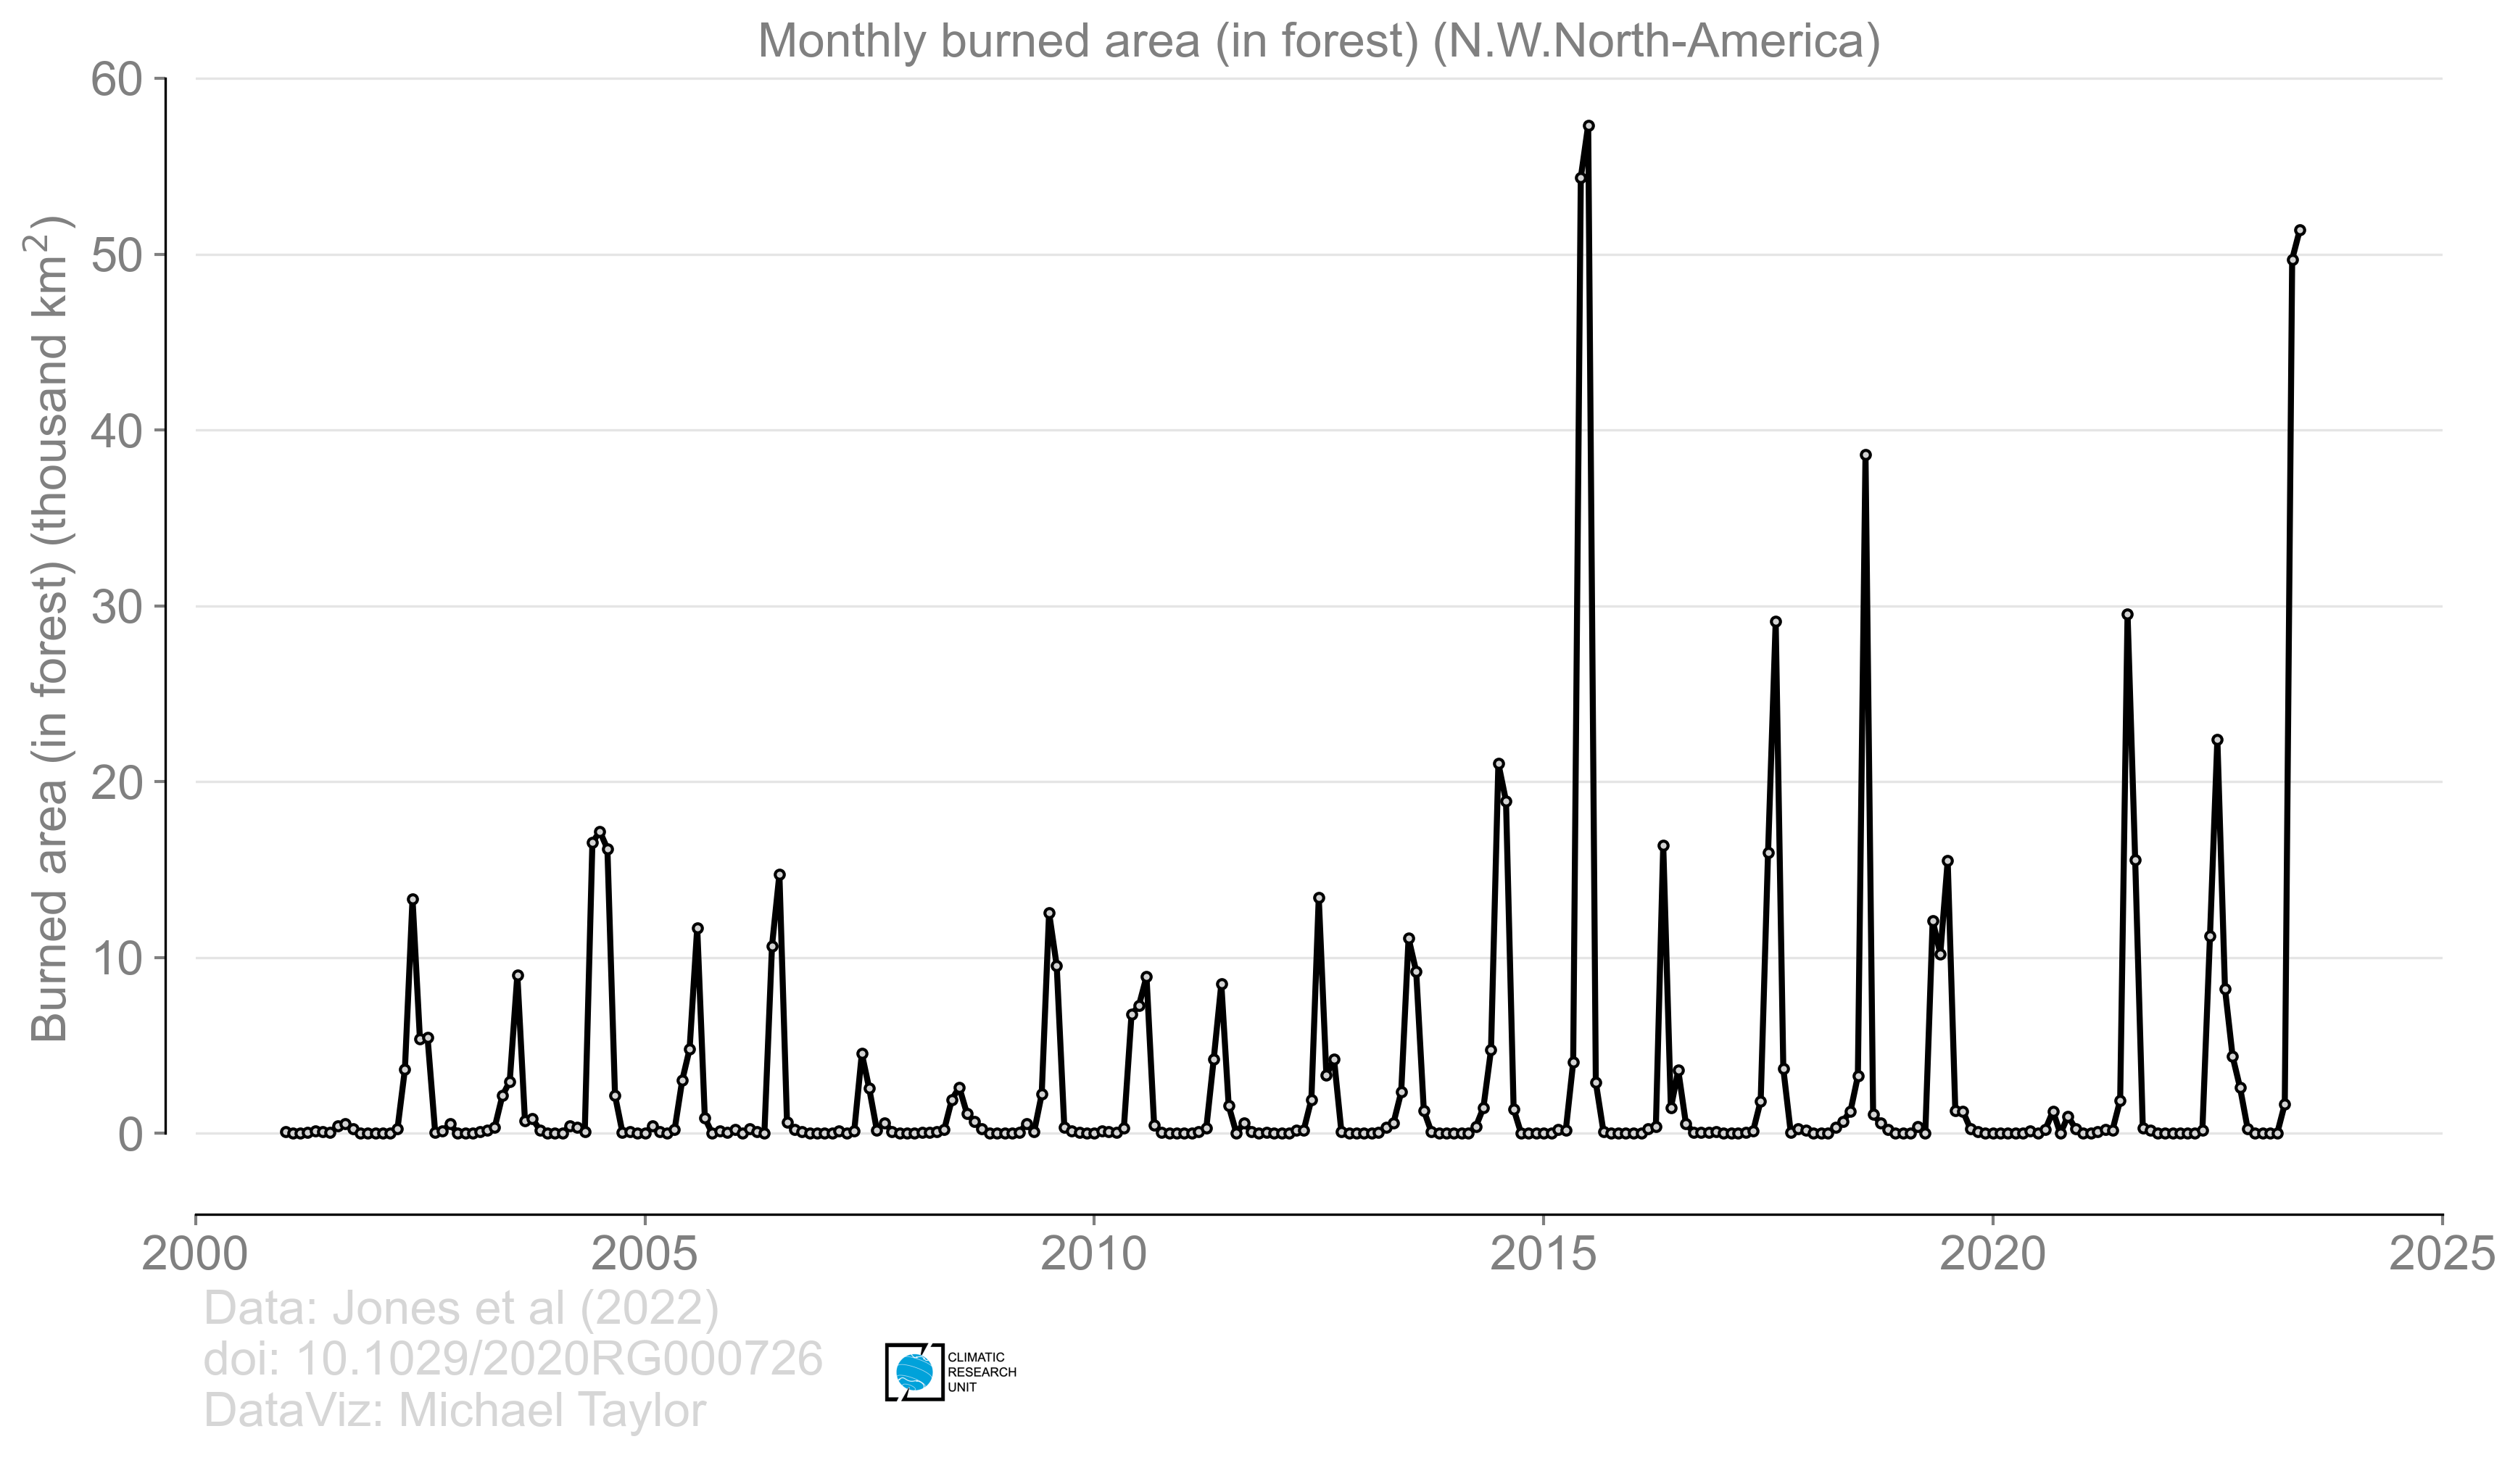 Monthly burned area (in forest) (N.W.North-America)
Burned area (in forest) (thousand km²)
60
50
40
30
20
10
0
2000 2005 2010 2015 2020 2025
Data: Jones et al (2022)
doi: 10.1029/2020RG000726
DataViz: Michael Taylor
CLIMATIC
RESEARCH
UNIT